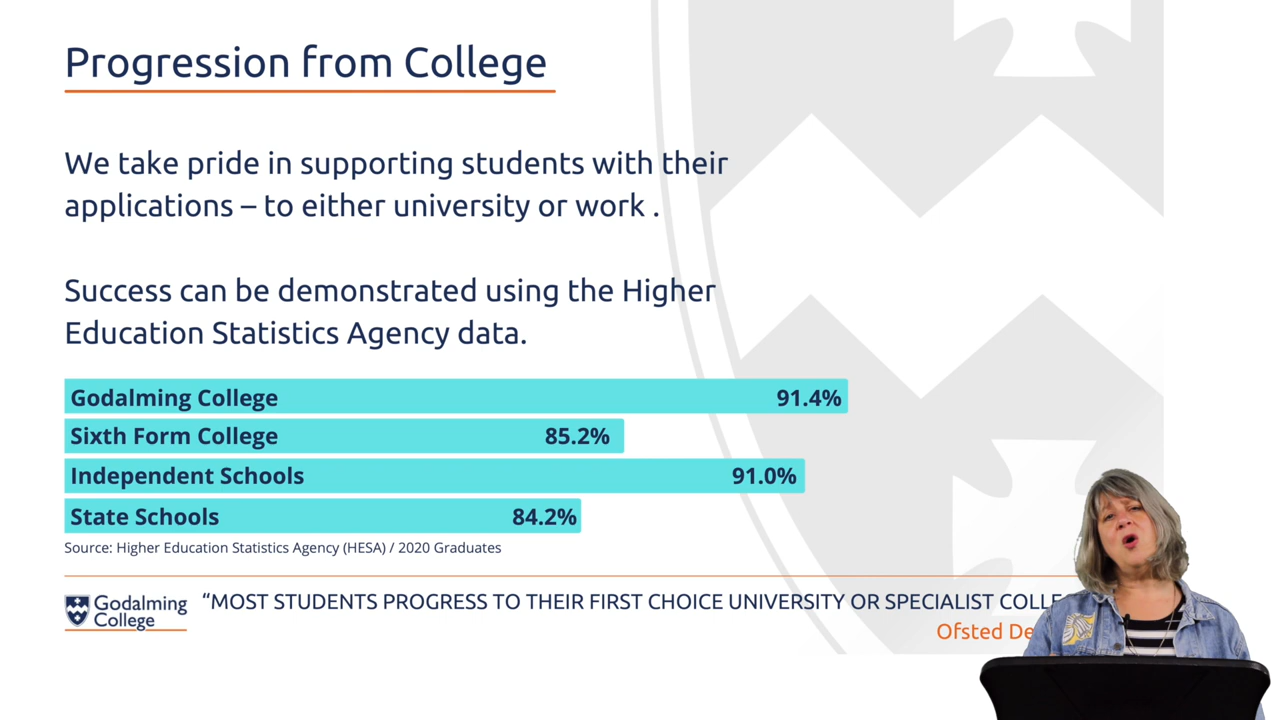 Progression from College
We take pride in supporting students with their
applications – to either university or work .
Success can be demonstrated using the Higher
Education Statistics Agency data.
Godalming College 91.4%
Sixth Form College 85.2%
Independent Schools 91.0%
State Schools 84.2%
Source: Higher Education Statistics Agency (HESA) / 2020 Graduates
Godalming
College
“MOST STUDENTS PROGRESS TO THEIR FIRST CHOICE UNIVERSITY OR SPECIALIST
Ofsted